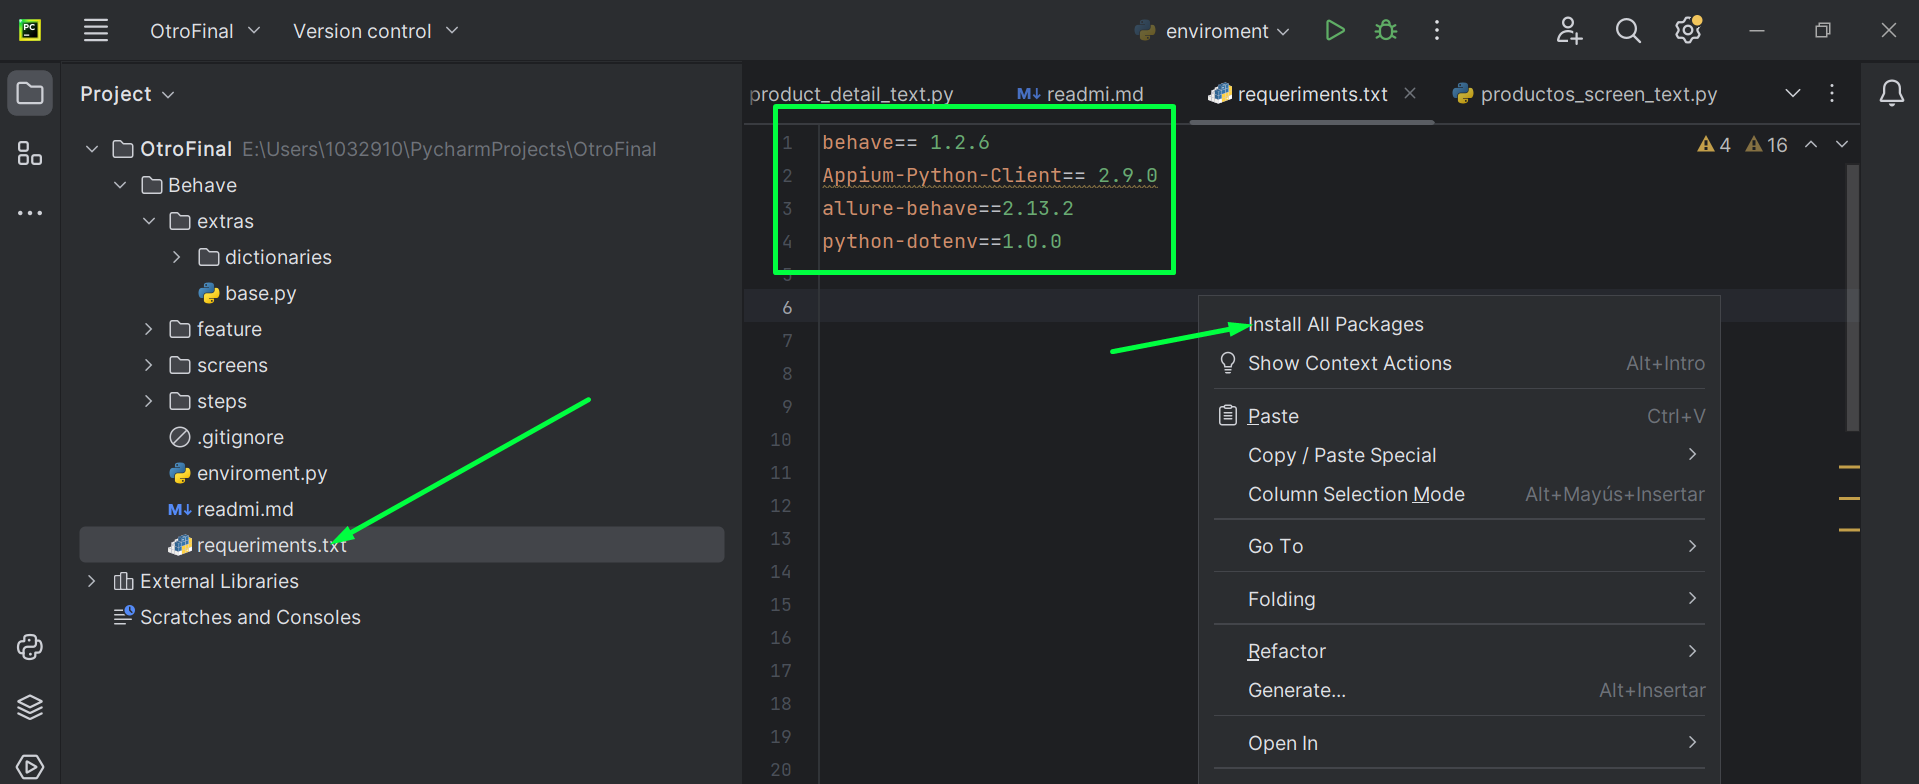 PC
OtroFinal
Version control
enviroment
Project
product_detail_text.py
M↓ readmi.md
requeriments.txt
productos_screen_text.py
OtroFinal E:\Users\1032910\PycharmProjects\OtroFinal
Behave
extras
dictionaries
base.py
feature
screens
steps
.gitignore
enviroment.py
M↓ readmi.md
requeriments.txt
External Libraries
Scratches and Consoles
4 16
1 behave== 1.2.6
2 Appium-Python-Client== 2.9.0
3 allure-behave==2.13.2
4 python-dotenv==1.0.0
5
6
7
8
9
10
11
12
13
14
15
16
17
18
19
20
Install All Packages
Show Context Actions Alt+Intro
Paste Ctrl+V
Copy / Paste Special
Column Selection Mode Alt+Mayús+Insertar
Go To
Folding
Refactor
Generate... Alt+Insertar
Open In